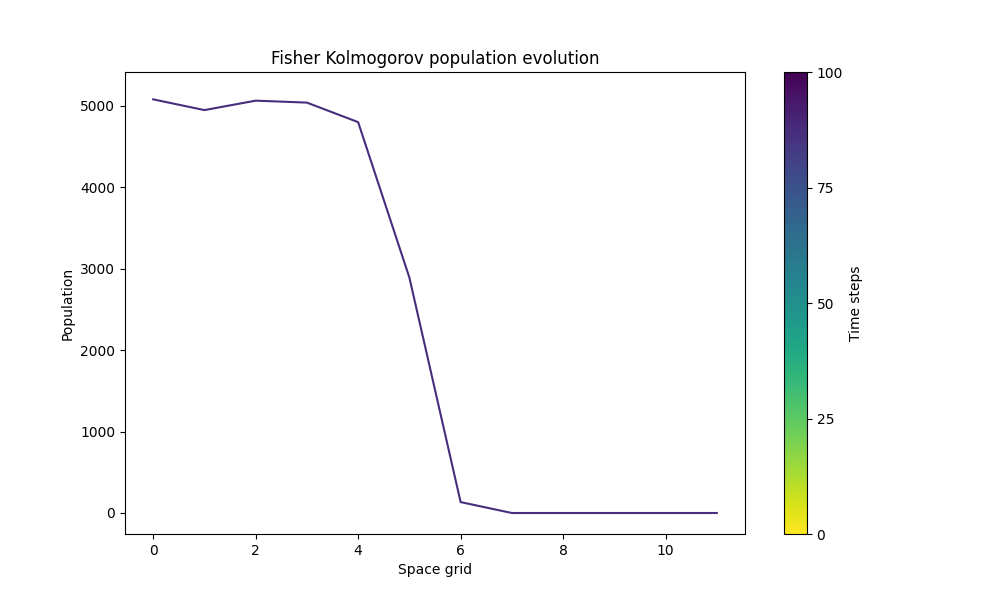 Fisher Kolmogorov population evolution
Population
5000
4000
3000
2000
1000
0
0 2 4 6 8 10
Space grid
100
75
50
25
0
Time steps